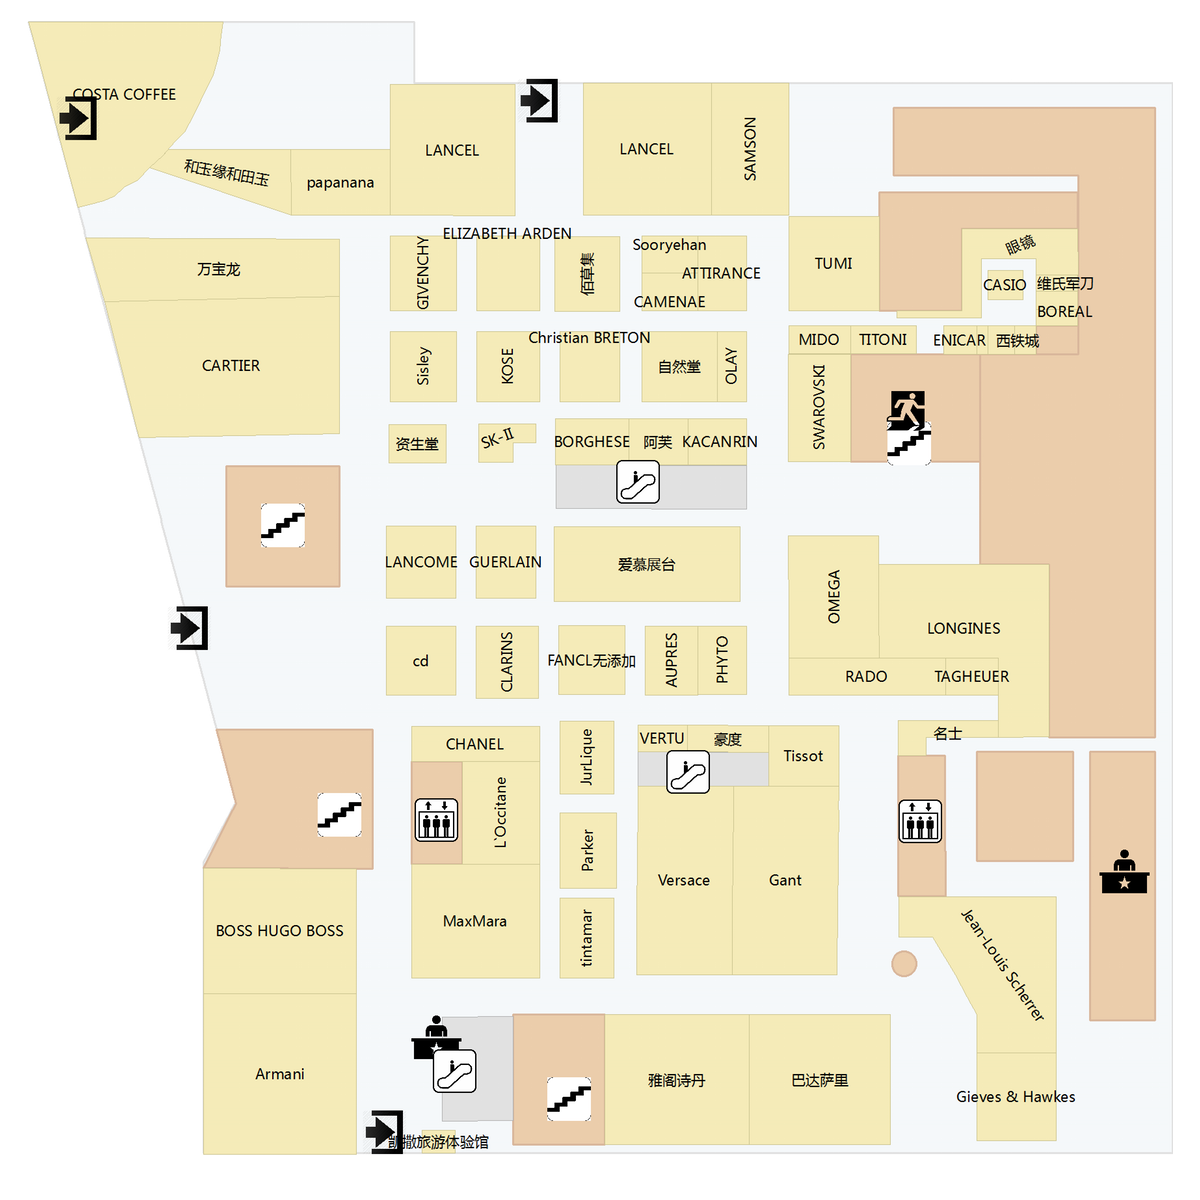 COSTA COFFEE
和玉缘和田玉
papanana
LANCEL
LANCEL
SAMSON
ELIZABETH ARDEN
万宝龙
GIVENCHY
佰草集
Sooryehan
ATTIRANCE
CAMENAE
TUMI
眼镜
CASIO
维氏军刀
BOREAL
CARTIER
Sisley
KOSE
Christian BRETON
自然堂
OLAY
MIDO
TITONI
ENICAR
西铁城
SWAROVSKI
资生堂
SK-II
BORGHESE
阿芙
KACANRIN
LANCOME
GUERLAIN
爱慕展台
OMEGA
LONGINES
cd
CLARINS
FANCL无添加
AUPRES
PHYTO
RADO
TAGHEUER
CHANEL
JurLique
VERTU
豪度
Tissot
名士
L`Occitane
Parker
Versace
Gant
BOSS HUGO BOSS
MaxMara
tintamar
Jean-Louis Scherrer
Armani
雅阁诗丹
巴达萨里
Gieves & Hawkes
凯撒旅游体验馆